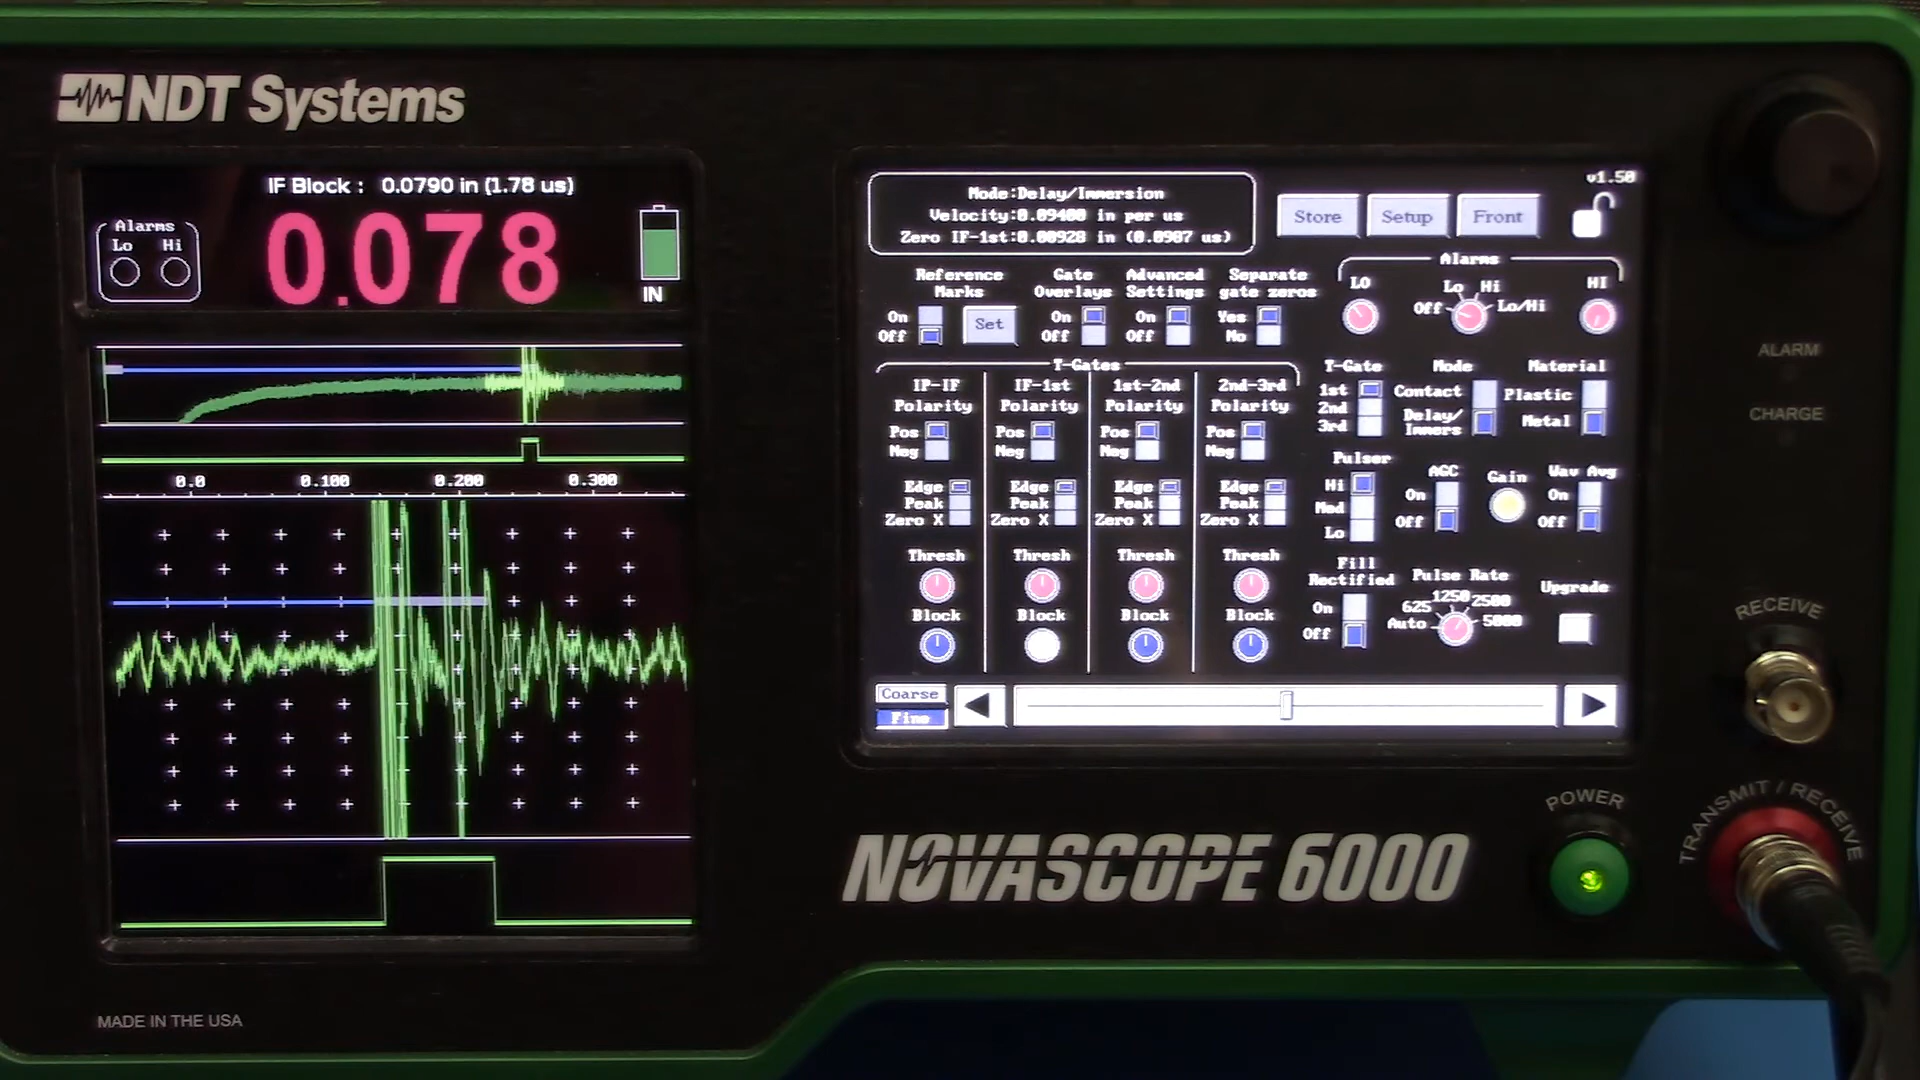 NDT Systems
IF Block : 0.0790 in (1.78 us)
Alarms
Lo Hi
0.078
IN
0.0 0.100 0.200 0.300
MADE IN THE USA
v1.50
Mode:Delay/Immersion
Velocity:0.09400 in per us
Zero IF-1st:0.00928 in (0.0987 us)
Store Setup Front
Reference Marks
On
Off
Set
Gate Overlays
On
Off
Advanced Settings
On
Off
Separate gate zeros
Yes
No
Alarms
LO
Off Lo Hi Lo/Hi
HI
T-Gates
IP-IF
Polarity
Pos
Neg
Edge
Peak
Zero X
Thresh
Block
IF-1st
Polarity
Pos
Neg
Edge
Peak
Zero X
Thresh
Block
1st-2nd
Polarity
Pos
Neg
Edge
Peak
Zero X
Thresh
Block
2nd-3rd
Polarity
Pos
Neg
Edge
Peak
Zero X
Thresh
Block
T-Gate
1st
2nd
3rd
Mode
Contact
Delay/
Immers
Material
Plastic
Metal
Pulser
Hi
Med
Lo
AGC
On
Off
Gain
Wav Avg
On
Off
Fill
Rectified
On
Off
Pulse Rate
Auto 625 1250 2500 5000
Upgrade
Coarse
Fine
ALARM
CHARGE
RECEIVE
POWER
TRANSMIT / RECEIVE
NOVASCOPE 6000